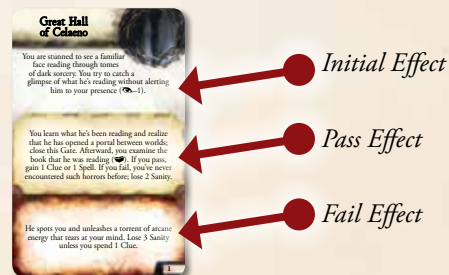 Great Hall
of Celaeno
You are stunned to see a familiar
face reading through tomes
of dark sorcery. You try to catch a
glimpse of what he's reading without alerting
him to your presence (–1).
Initial Effect
You learn what he's been reading and realize
that he has opened a portal between worlds;
close this Gate. Afterward, you examine the
book that he was reading (). If you pass,
gain 1 Clue or 1 Spell. If you fail, you've never
encountered such horrors before; lose 2 Sanity.
Pass Effect
He spots you and unleashes a torrent of arcane
energy that tears at your mind. Lose 3 Sanity
unless you spend 1 Clue.
Fail Effect
1